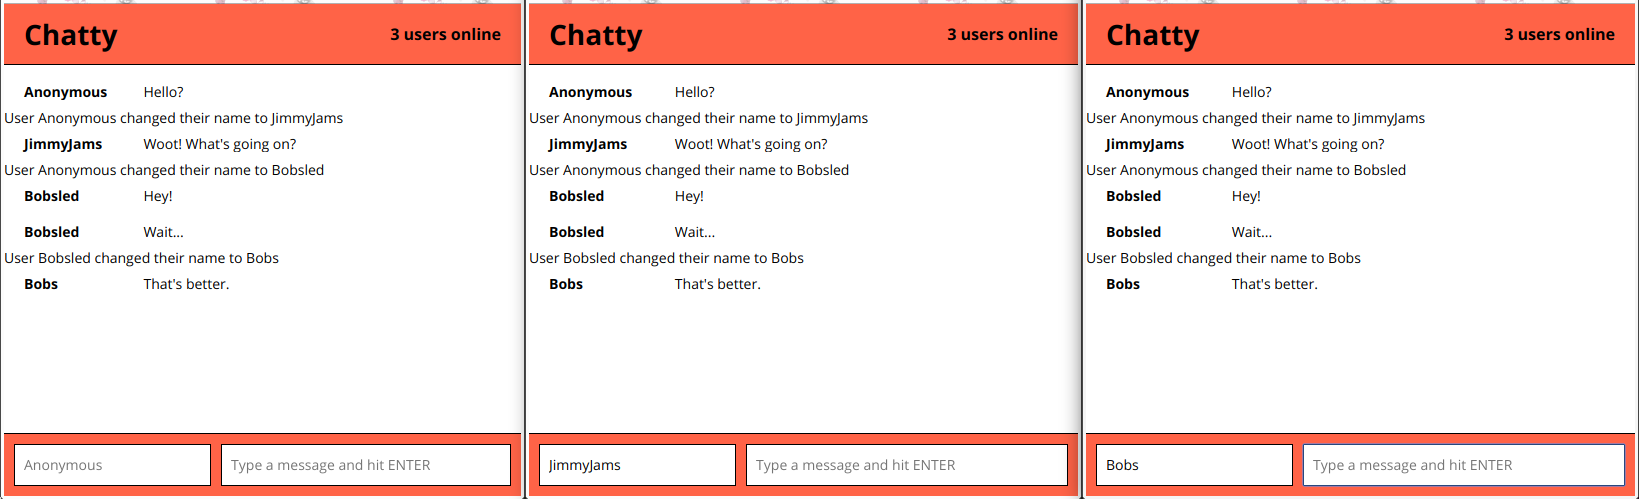 Chatty 3 users online
Anonymous Hello?
User Anonymous changed their name to JimmyJams
JimmyJams Woot! What's going on?
User Anonymous changed their name to Bobsled
Bobsled Hey!
Bobsled Wait...
User Bobsled changed their name to Bobs
Bobs That's better.
Anonymous Type a message and hit ENTER
Chatty 3 users online
Anonymous Hello?
User Anonymous changed their name to JimmyJams
JimmyJams Woot! What's going on?
User Anonymous changed their name to Bobsled
Bobsled Hey!
Bobsled Wait...
User Bobsled changed their name to Bobs
Bobs That's better.
JimmyJams Type a message and hit ENTER
Chatty 3 users online
Anonymous Hello?
User Anonymous changed their name to JimmyJams
JimmyJams Woot! What's going on?
User Anonymous changed their name to Bobsled
Bobsled Hey!
Bobsled Wait...
User Bobsled changed their name to Bobs
Bobs That's better.
Bobs Type a message and hit ENTER